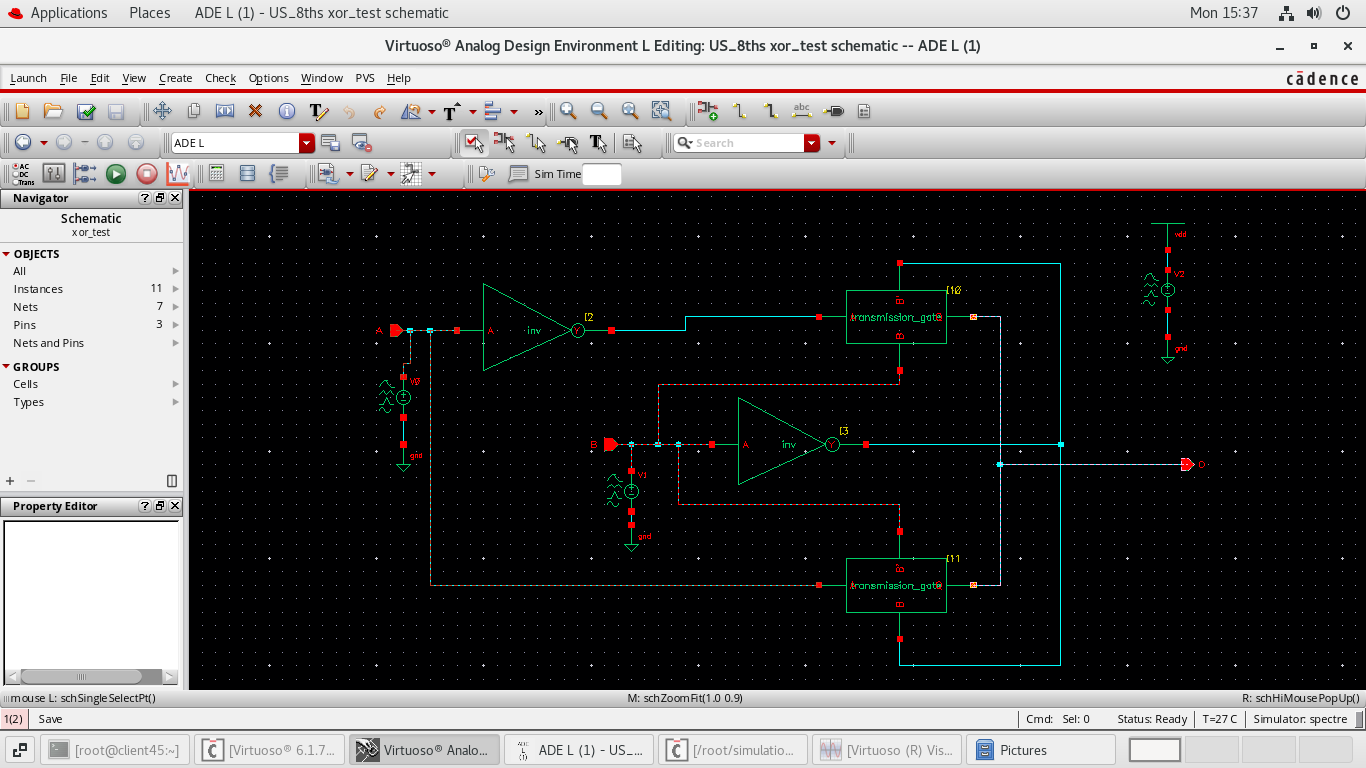 Applications Places ADE L (1) - US_8ths xor_test schematic Mon 15:37
Virtuoso® Analog Design Environment L Editing: US_8ths xor_test schematic -- ADE L (1)
Launch File Edit View Create Check Options Window PVS Help cādence
T T » abc
ADE L T Search
AC
DC
Trans
Sim Time
Navigator ?
Schematic
xor_test
OBJECTS
All
Instances 11
Nets 7
Pins 3
Nets and Pins
GROUPS
Cells
Types
+ −
Property Editor ?
vdd
V2
gnd
I10
B'
transmission_gate
B
I2
A A inv Y
V0
gnd
I3
B A inv Y
O
V1
gnd
I11
B'
transmission_gate
B
mouse L: schSingleSelectPt() M: schZoomFit(1.0 0.9) R: schHiMousePopUp()
1(2) Save Cmd: Sel: 0 Status: Ready T=27 C Simulator: spectre
[root@client45:~] [Virtuoso® 6.1.7... Virtuoso® Analo... ADE L (1) - US_... [/root/simulatio... [Virtuoso (R) Vis... Pictures